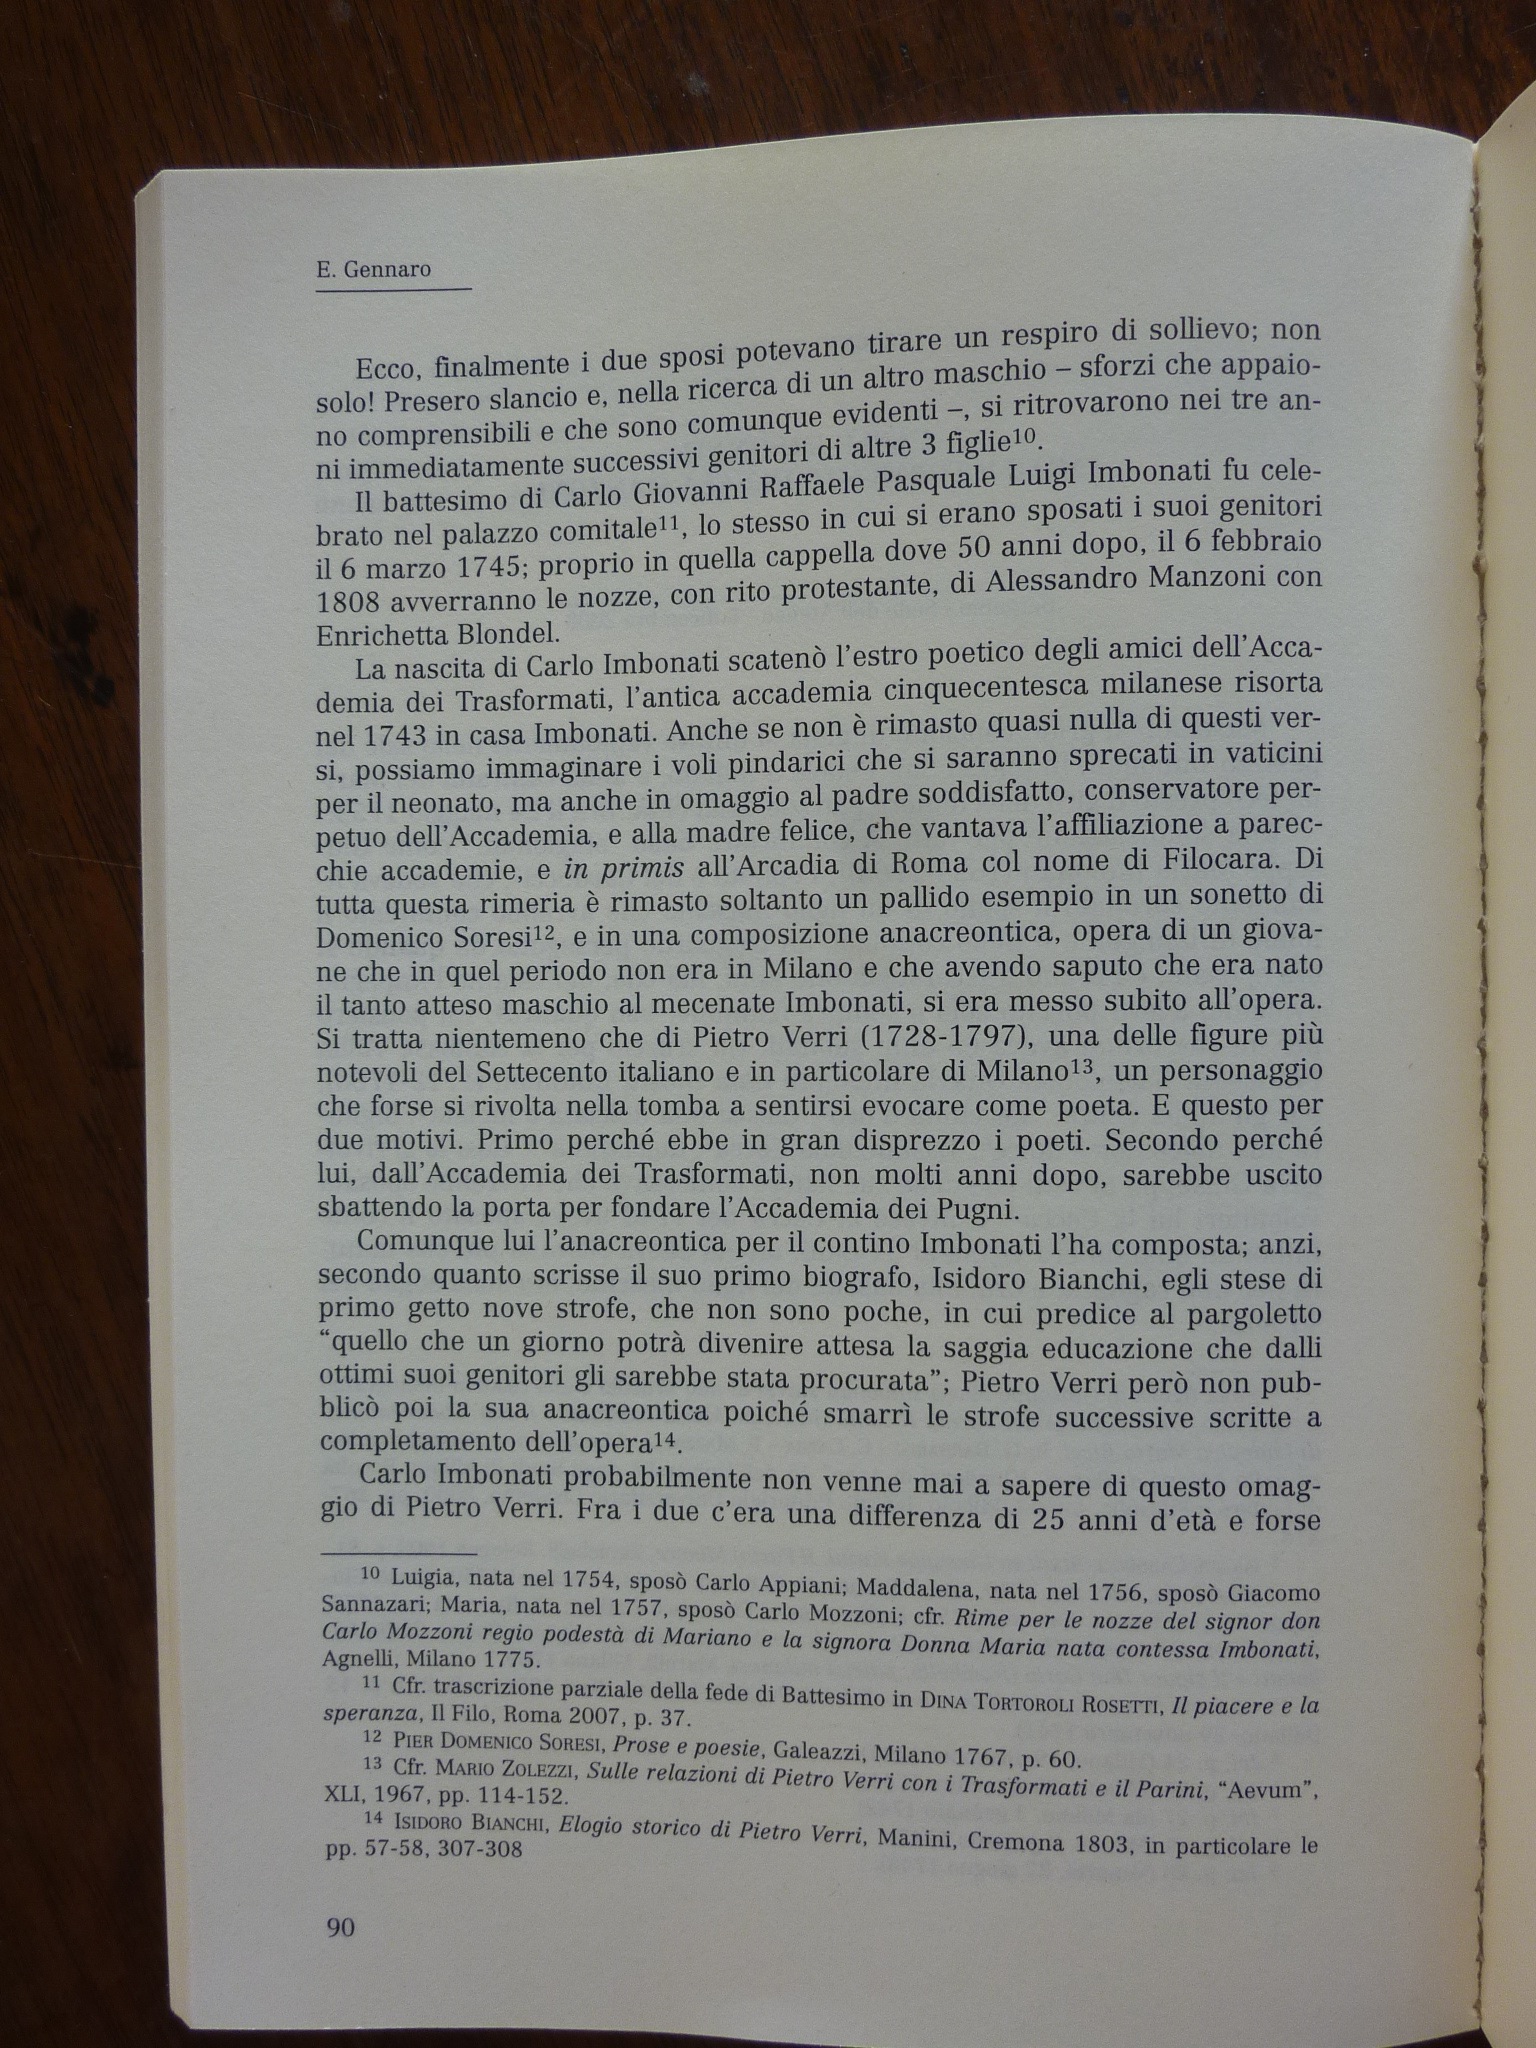 E. Gennaro
Ecco, finalmente i due sposi potevano tirare un respiro di sollievo; non
solo! Presero slancio e, nella ricerca di un altro maschio – sforzi che appaio-
no comprensibili e che sono comunque evidenti –, si ritrovarono nei tre an-
ni immediatamente successivi genitori di altre 3 figlie10.
Il battesimo di Carlo Giovanni Raffaele Pasquale Luigi Imbonati fu cele-
brato nel palazzo comitale11, lo stesso in cui si erano sposati i suoi genitori
il 6 marzo 1745; proprio in quella cappella dove 50 anni dopo, il 6 febbraio
1808 avverranno le nozze, con rito protestante, di Alessandro Manzoni con
Enrichetta Blondel.
La nascita di Carlo Imbonati scatenò l'estro poetico degli amici dell'Acca-
demia dei Trasformati, l'antica accademia cinquecentesca milanese risorta
nel 1743 in casa Imbonati. Anche se non è rimasto quasi nulla di questi ver-
si, possiamo immaginare i voli pindarici che si saranno sprecati in vaticini
per il neonato, ma anche in omaggio al padre soddisfatto, conservatore per-
petuo dell'Accademia, e alla madre felice, che vantava l'affiliazione a parec-
chie accademie, e in primis all'Arcadia di Roma col nome di Filocara. Di
tutta questa rimeria è rimasto soltanto un pallido esempio in un sonetto di
Domenico Soresi12, e in una composizione anacreontica, opera di un giova-
ne che in quel periodo non era in Milano e che avendo saputo che era nato
il tanto atteso maschio al mecenate Imbonati, si era messo subito all'opera.
Si tratta nientemeno che di Pietro Verri (1728-1797), una delle figure più
notevoli del Settecento italiano e in particolare di Milano13, un personaggio
che forse si rivolta nella tomba a sentirsi evocare come poeta. E questo per
due motivi. Primo perché ebbe in gran disprezzo i poeti. Secondo perché
lui, dall'Accademia dei Trasformati, non molti anni dopo, sarebbe uscito
sbattendo la porta per fondare l'Accademia dei Pugni.
Comunque lui l'anacreontica per il contino Imbonati l'ha composta; anzi,
secondo quanto scrisse il suo primo biografo, Isidoro Bianchi, egli stese di
primo getto nove strofe, che non sono poche, in cui predice al pargoletto
“quello che un giorno potrà divenire attesa la saggia educazione che dalli
ottimi suoi genitori gli sarebbe stata procurata”; Pietro Verri però non pub-
blicò poi la sua anacreontica poiché smarrì le strofe successive scritte a
completamento dell'opera14.
Carlo Imbonati probabilmente non venne mai a sapere di questo omag-
gio di Pietro Verri. Fra i due c'era una differenza di 25 anni d'età e forse
10 Luigia, nata nel 1754, sposò Carlo Appiani; Maddalena, nata nel 1756, sposò Giacomo
Sannazari; Maria, nata nel 1757, sposò Carlo Mozzoni; cfr. Rime per le nozze del signor don
Carlo Mozzoni regio podestà di Mariano e la signora Donna Maria nata contessa Imbonati,
Agnelli, Milano 1775.
11 Cfr. trascrizione parziale della fede di Battesimo in DINA TORTOROLI ROSETTI, Il piacere e la
speranza, Il Filo, Roma 2007, p. 37.
12 PIER DOMENICO SORESI, Prose e poesie, Galeazzi, Milano 1767, p. 60.
13 Cfr. MARIO ZOLEZZI, Sulle relazioni di Pietro Verri con i Trasformati e il Parini, “Aevum”,
XLI, 1967, pp. 114-152.
14 ISIDORO BIANCHI, Elogio storico di Pietro Verri, Manini, Cremona 1803, in particolare le
pp. 57-58, 307-308
90